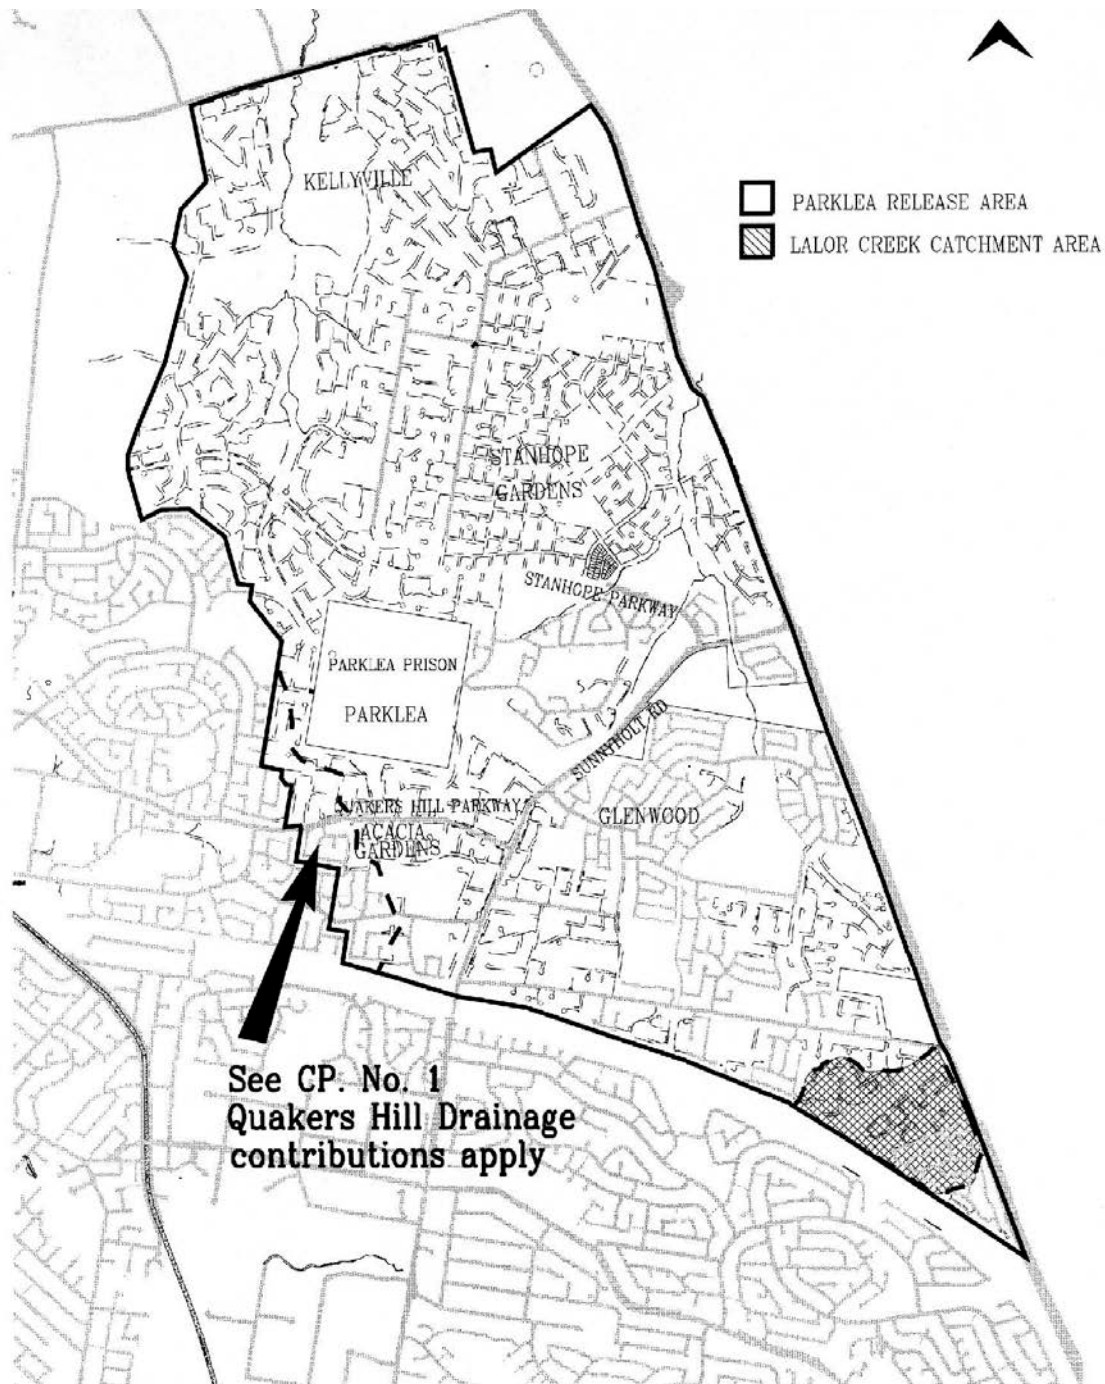 KELLYVILLE
PARKLEA RELEASE AREA
LALOR CREEK CATCHMENT AREA
STANHOPE
GARDENS
STANHOPE PARKWAY
PARKLEA PRISON
PARKLEA
SUNNYHOLT RD
QUAKERS HILL PARKWAY
GLENWOOD
ACACIA
GARDENS
See CP. No. 1
Quakers Hill Drainage
contributions apply